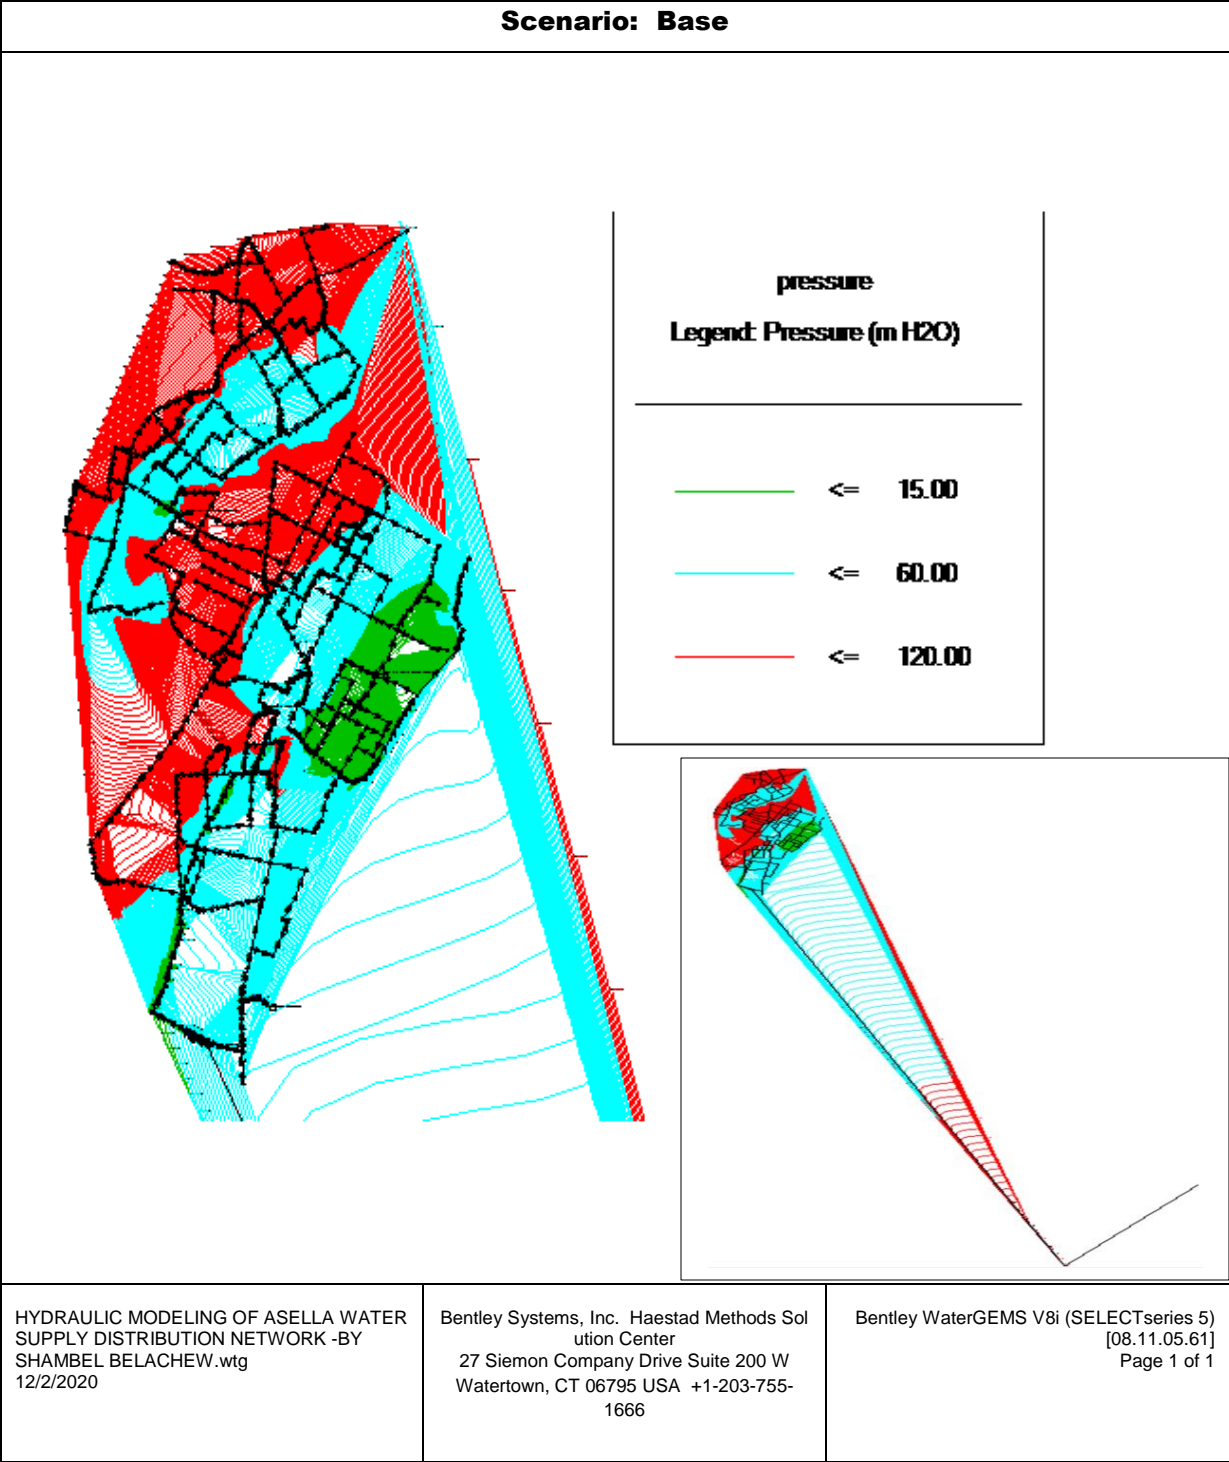 Scenario: Base
pressure
Legend: Pressure (m H2O)
<= 15.00
<= 60.00
<= 120.00
HYDRAULIC MODELING OF ASELLA WATER
SUPPLY DISTRIBUTION NETWORK -BY
SHAMBEL BELACHEW.wtg
12/2/2020
Bentley Systems, Inc. Haestad Methods Sol
ution Center
27 Siemon Company Drive Suite 200 W
Watertown, CT 06795 USA +1-203-755-
1666
Bentley WaterGEMS V8i (SELECTseries 5)
[08.11.05.61]
Page 1 of 1